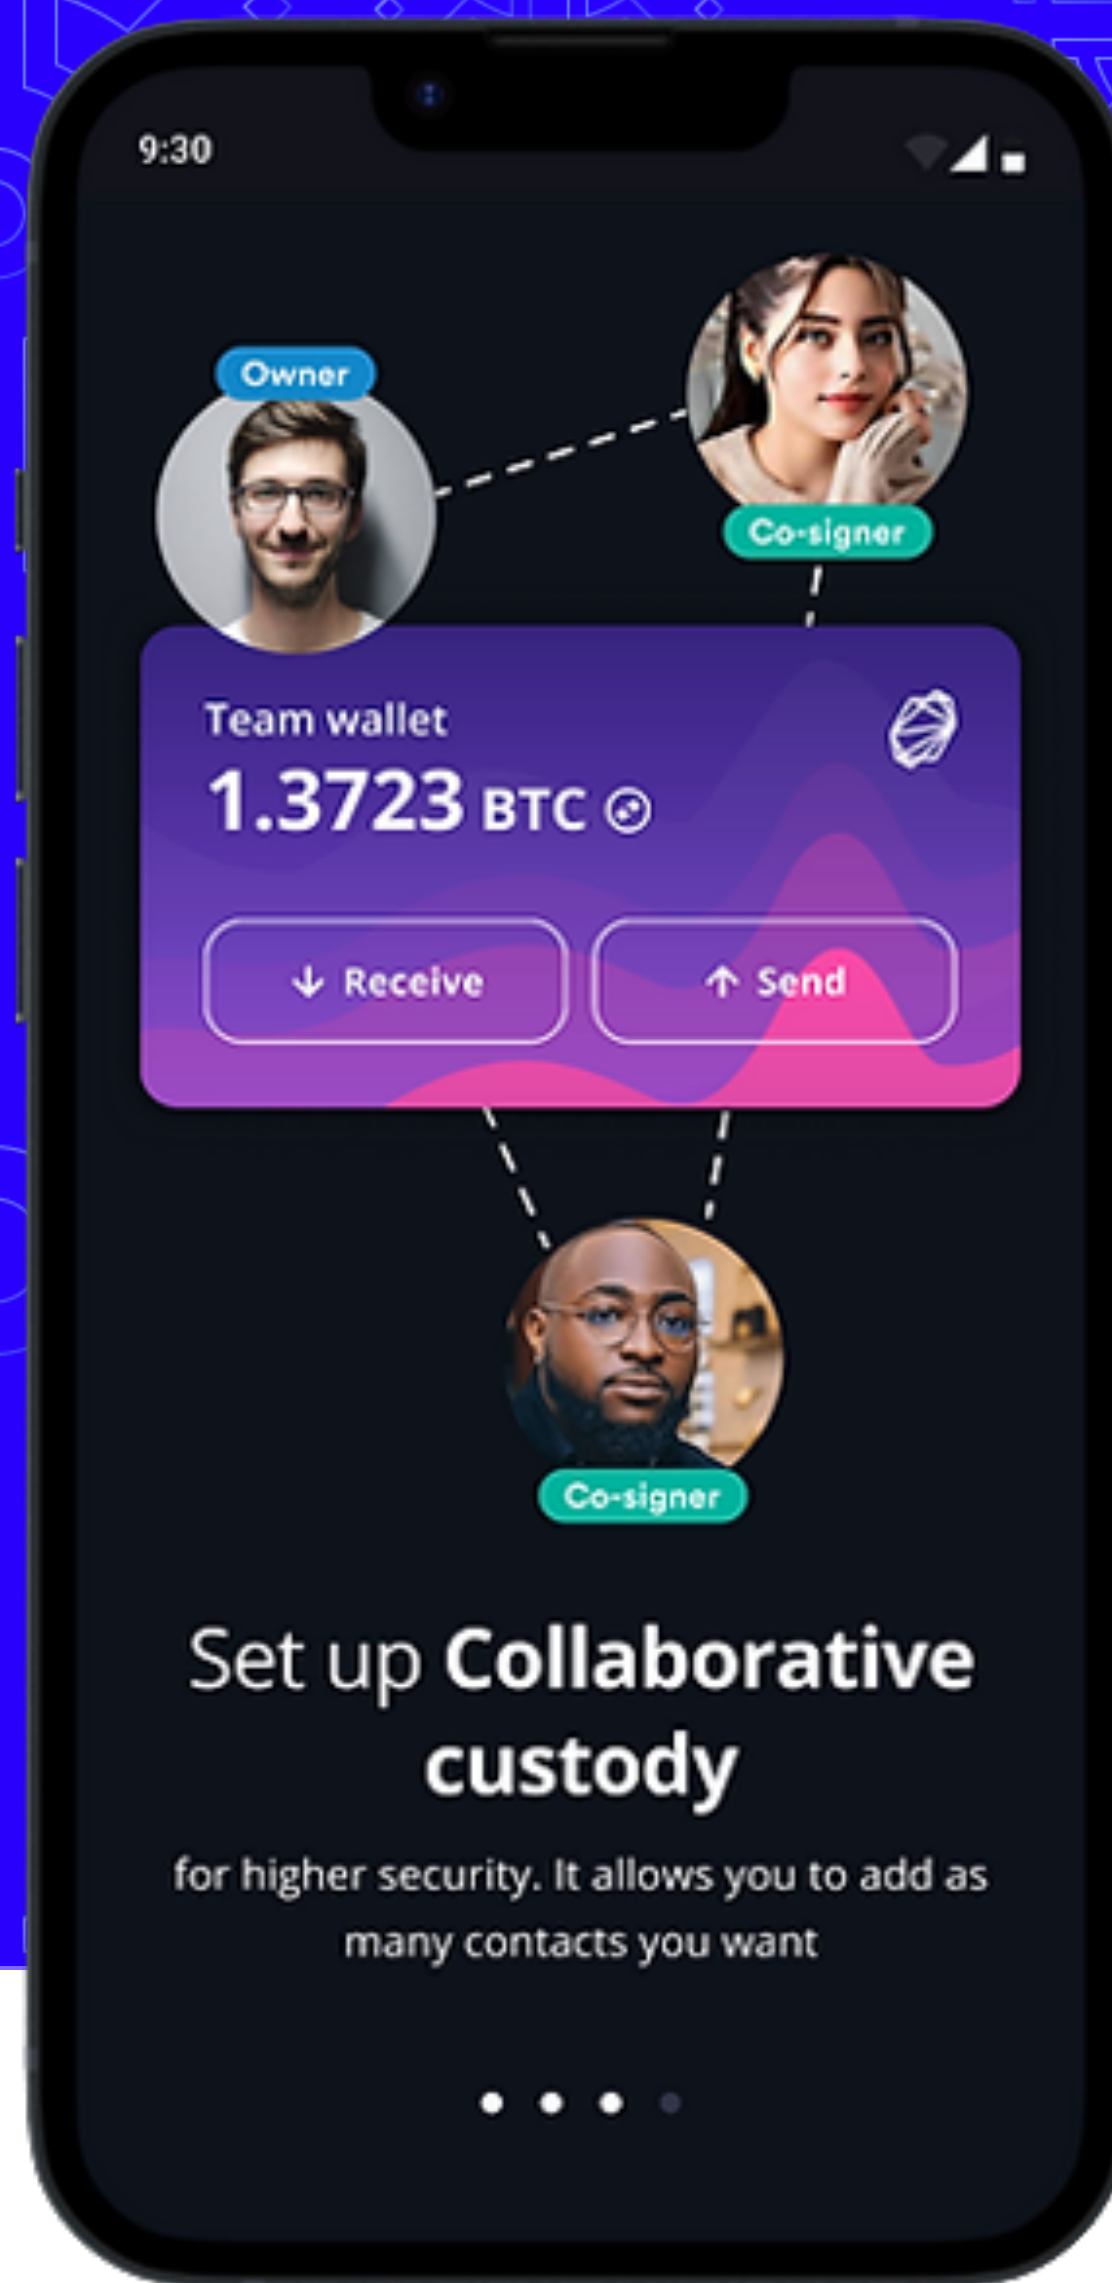 9:30
Owner
Co-signer
Team wallet
1.3723 BTC
Receive
Send
Co-signer
Set up Collaborative
custody
for higher security. It allows you to add as
many contacts you want